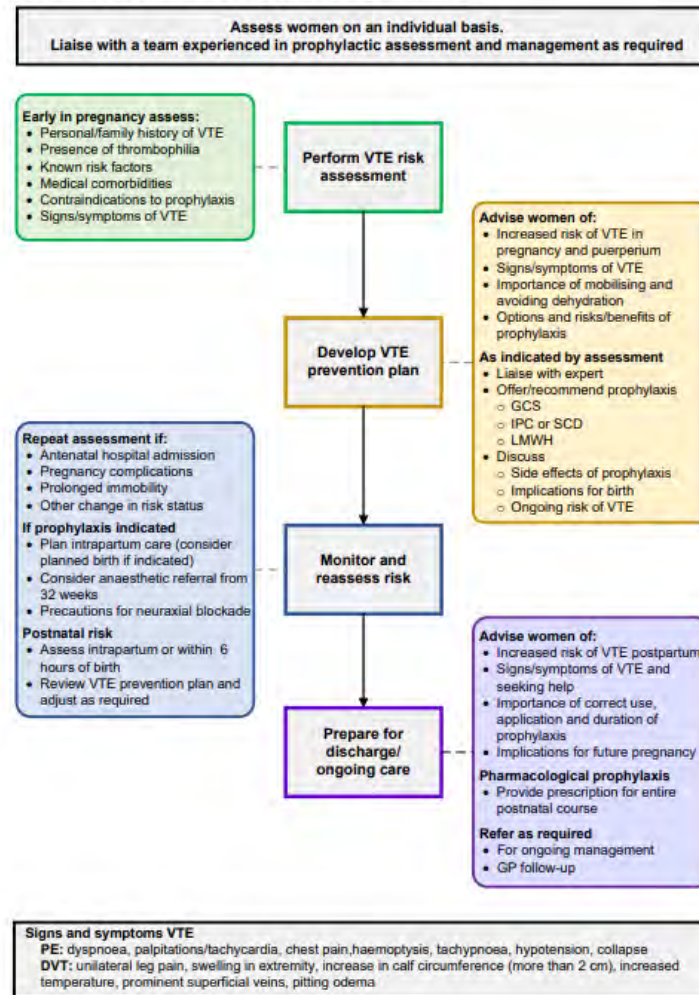 Assess women on an individual basis.
Liaise with a team experienced in prophylactic assessment and management as required
Early in pregnancy assess:
• Personal/family history of VTE
• Presence of thrombophilia
• Known risk factors
• Medical comorbidities
• Contraindications to prophylaxis
• Signs/symptoms of VTE
Perform VTE risk
assessment
Advise women of:
• Increased risk of VTE in
pregnancy and puerperium
• Signs/symptoms of VTE
• Importance of mobilising and
avoiding dehydration
• Options and risks/benefits of
prophylaxis
As indicated by assessment
• Liaise with expert
• Offer/recommend prophylaxis
o GCS
o IPC or SCD
o LMWH
• Discuss
o Side effects of prophylaxis
o Implications for birth
o Ongoing risk of VTE
Develop VTE
prevention plan
Repeat assessment if:
• Antenatal hospital admission
• Pregnancy complications
• Prolonged immobility
• Other change in risk status
If prophylaxis indicated
• Plan intrapartum care (consider
planned birth if indicated)
• Consider anaesthetic referral from
32 weeks
• Precautions for neuraxial blockade
Postnatal risk
• Assess intrapartum or within 6
hours of birth
• Review VTE prevention plan and
adjust as required
Monitor and
reassess risk
Advise women of:
• Increased risk of VTE postpartum
• Signs/symptoms of VTE and
seeking help
• Importance of correct use,
application and duration of
prophylaxis
• Implications for future pregnancy
Pharmacological prophylaxis
• Provide prescription for entire
postnatal course
Refer as required
• For ongoing management
• GP follow-up
Prepare for
discharge/
ongoing care
Signs and symptoms VTE
PE: dyspnoea, palpitations/tachycardia, chest pain,haemoptysis, tachypnoea, hypotension, collapse
DVT: unilateral leg pain, swelling in extremity, increase in calf circumference (more than 2 cm), increased
temperature, prominent superficial veins, pitting odema